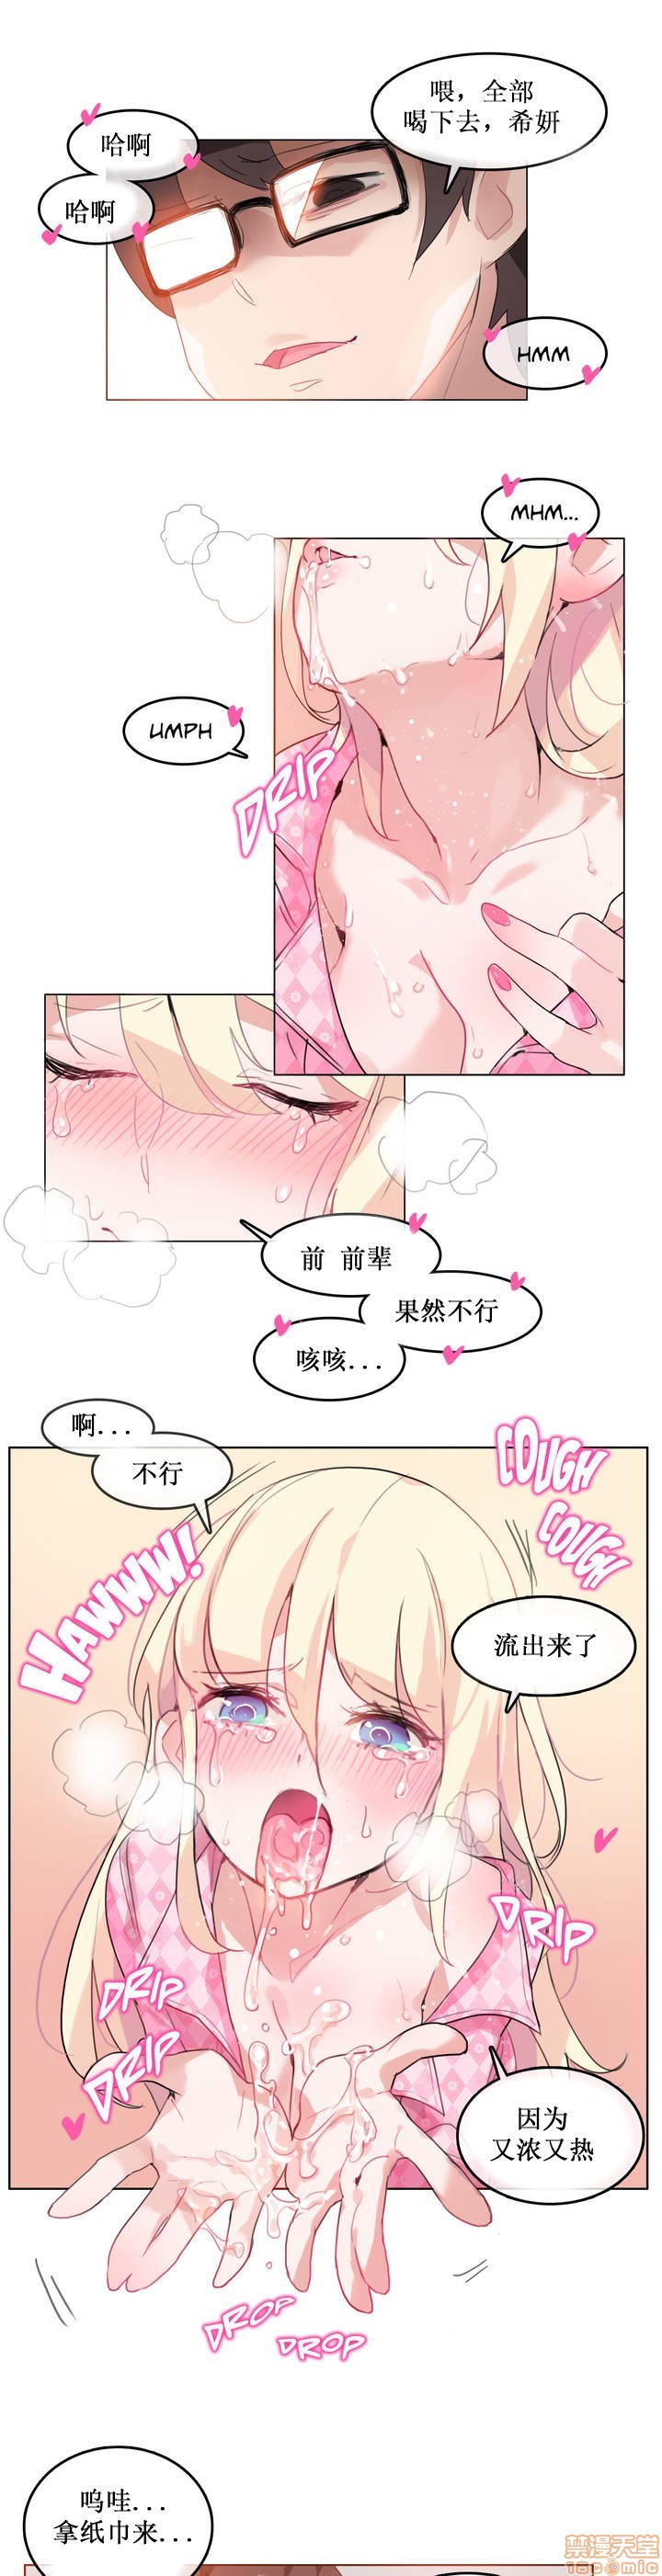 喂，全部
喝下去，希妍
哈啊
哈啊
HMM
MHM...
UMPH
DRIP
前 前辈
果然不行
咳咳...
啊...
不行
COUGH
COUGH
HAWWW!
流出来了
DRIP
DRIP
DRIP
因为
又浓又热
DROP
DROP
呜哇...
拿纸巾来...
禁漫天堂
18comic